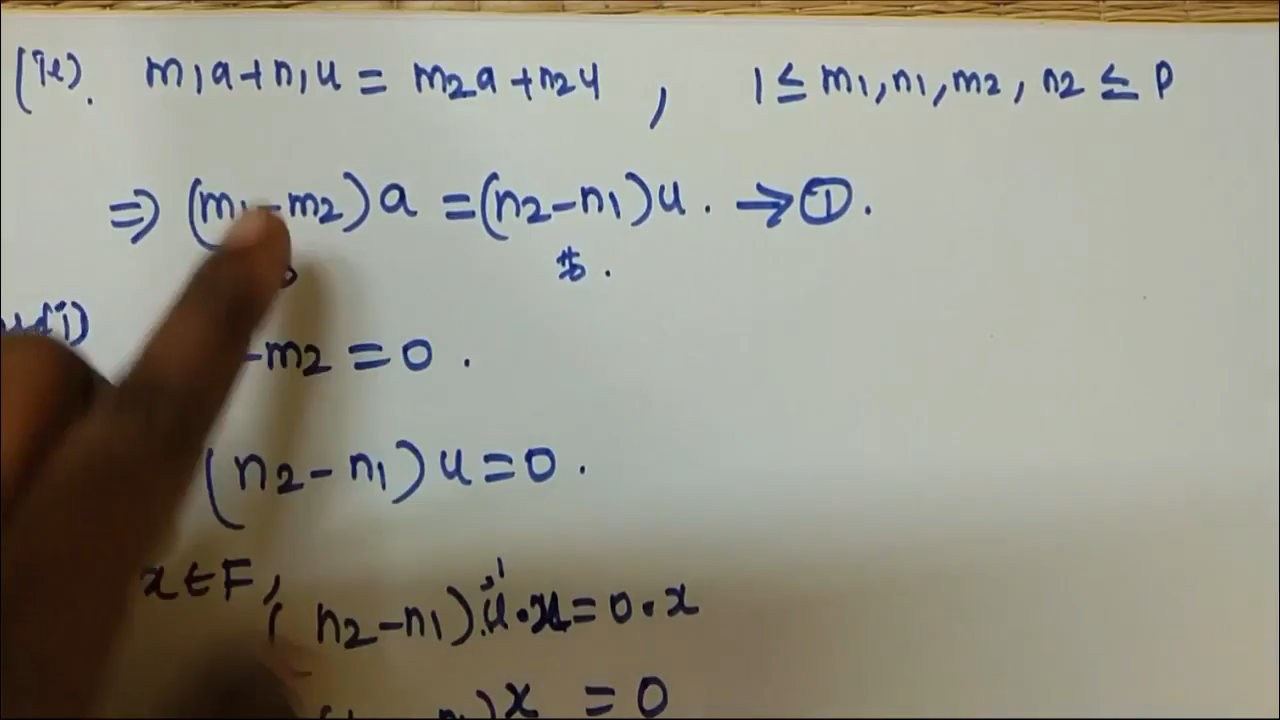 (ie). m1a+n1u = m2a+n2u , 1 ≤ m1, n1, m2, n2 ≤ p
⇒ (m1-m2) a = (n2-n1) u . → ① .
-m2 = 0 .
(n2-n1) u = 0 .
x ∈ F,
(n2-n1) . u . x = 0 . x
) x = 0